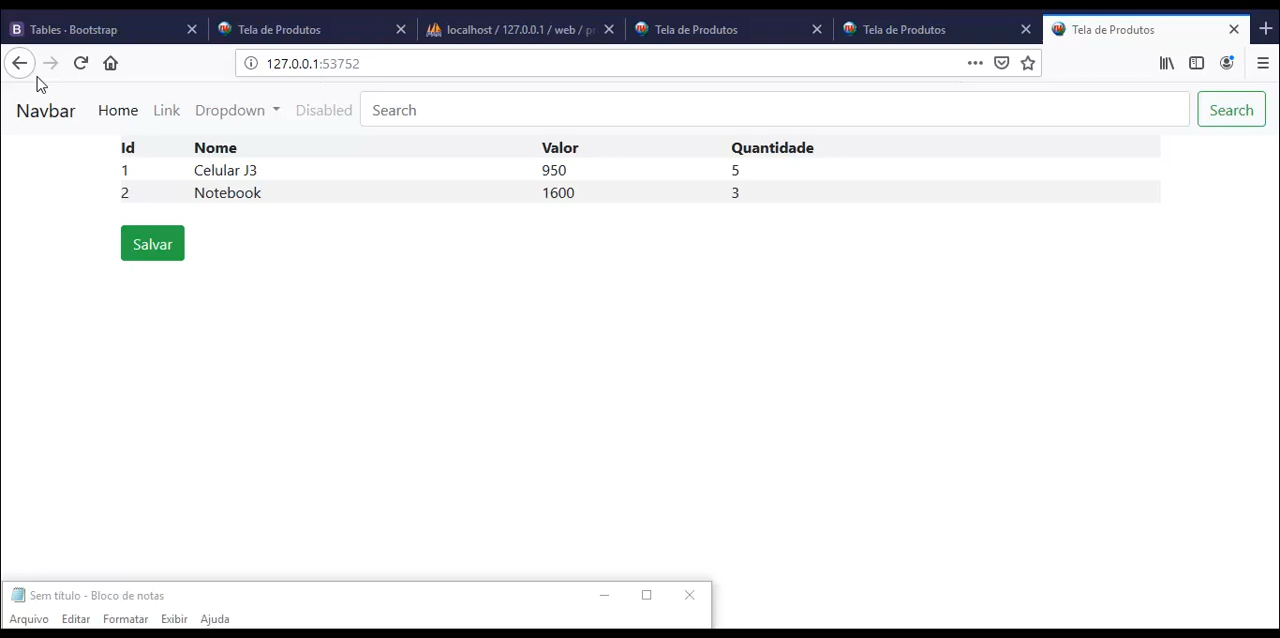 Tables · Bootstrap
Tela de Produtos
localhost / 127.0.0.1 / web / pr
Tela de Produtos
Tela de Produtos
Tela de Produtos
127.0.0.1:53752
Navbar Home Link Dropdown Disabled Search Search
Id Nome Valor Quantidade
1 Celular J3 950 5
2 Notebook 1600 3
Salvar
Sem título - Bloco de notas
Arquivo Editar Formatar Exibir Ajuda